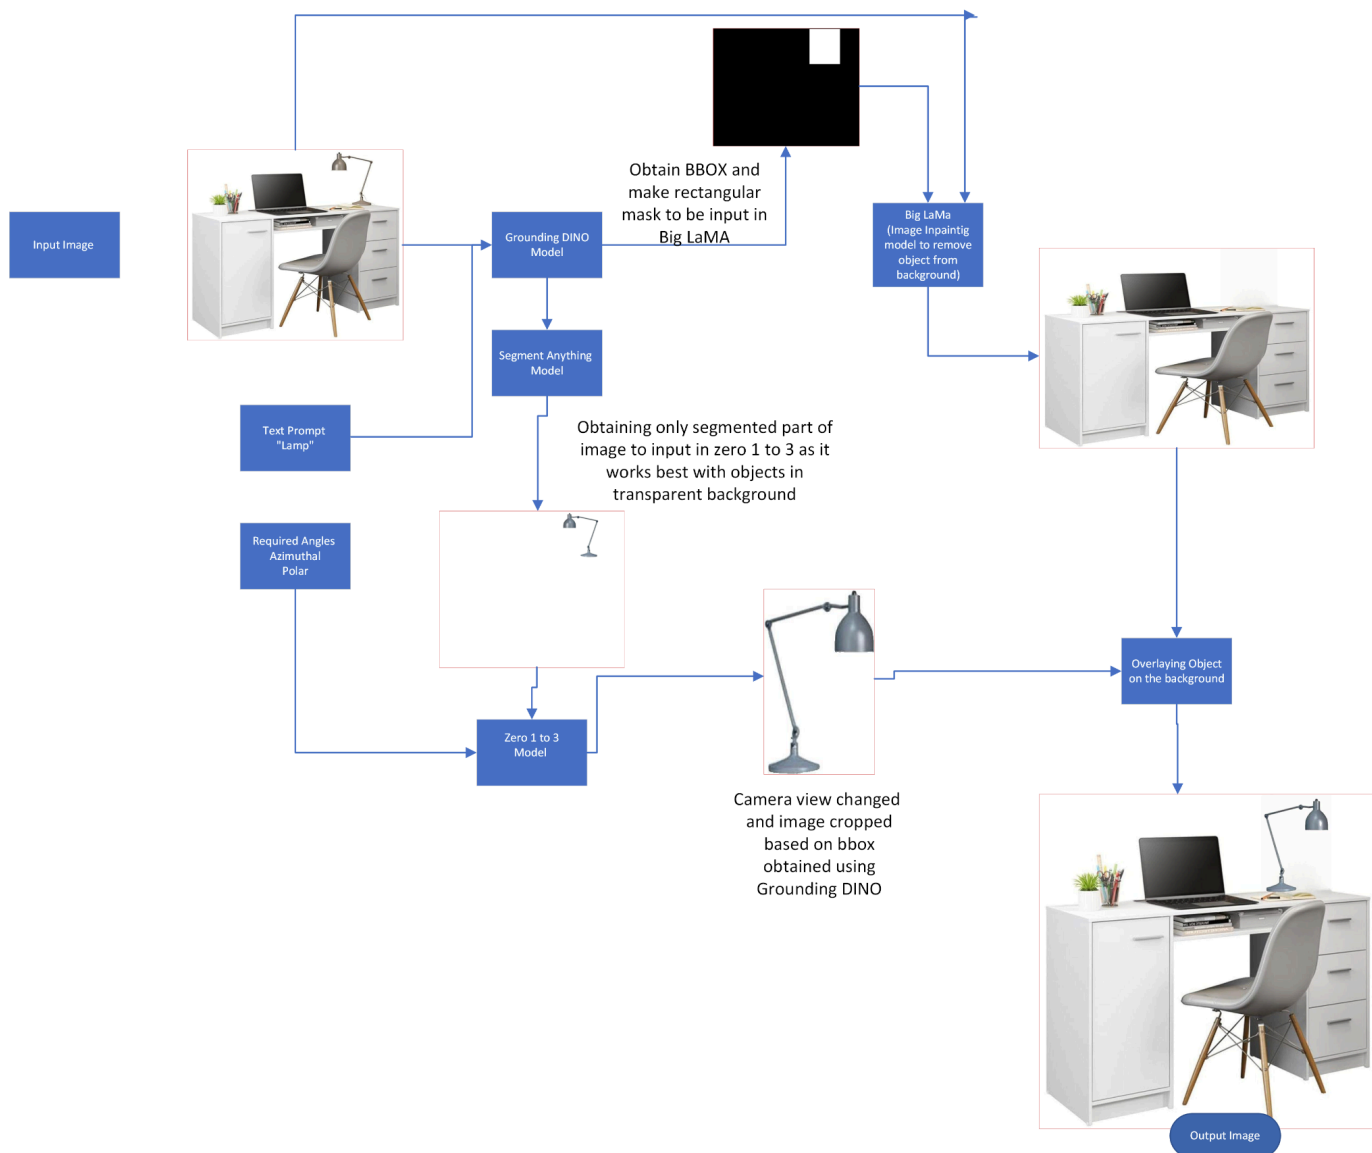 Input Image
Grounding DINO
Model
Obtain BBOX and
make rectangular
mask to be input in
Big LaMA
Big LaMa
(Image Inpaintig
model to remove
object from
background)
Segment Anything
Model
Text Prompt
"Lamp"
Obtaining only segmented part of
image to input in zero 1 to 3 as it
works best with objects in
transparent background
Required Angles
Azimuthal
Polar
Zero 1 to 3
Model
Camera view changed
and image cropped
based on bbox
obtained using
Grounding DINO
Overlaying Object
on the background
Output Image